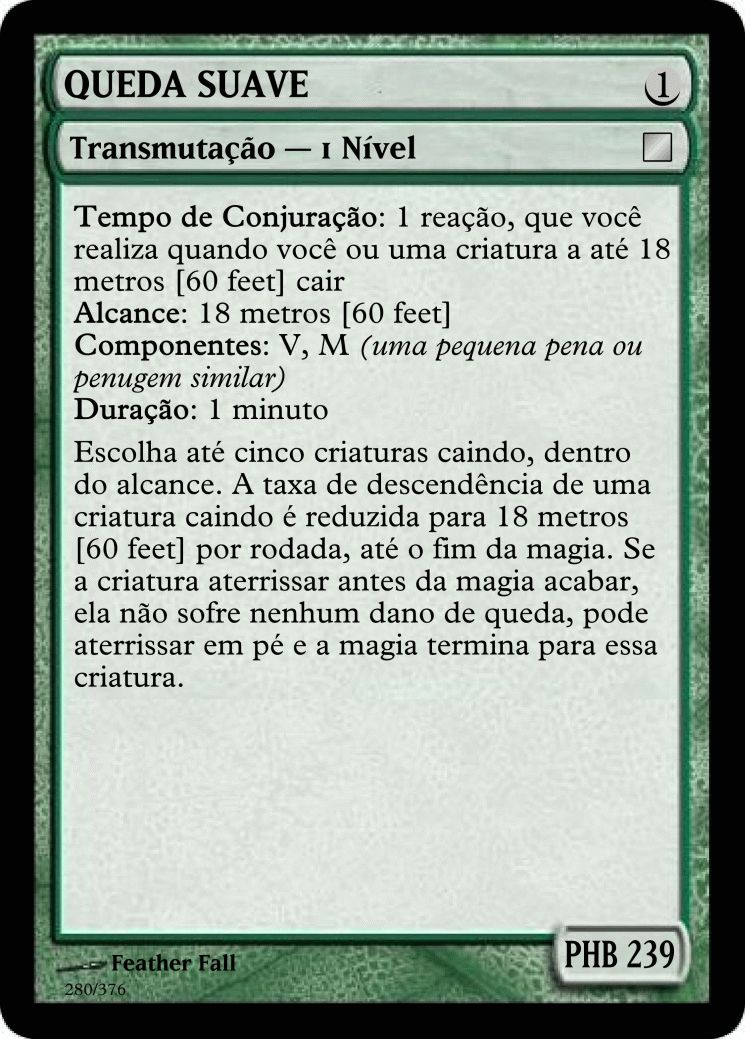 QUEDA SUAVE 1
Transmutação — 1 Nível
Tempo de Conjuração: 1 reação, que você
realiza quando você ou uma criatura a até 18
metros [60 feet] cair
Alcance: 18 metros [60 feet]
Componentes: V, M (uma pequena pena ou
penugem similar)
Duração: 1 minuto
Escolha até cinco criaturas caindo, dentro
do alcance. A taxa de descendência de uma
criatura caindo é reduzida para 18 metros
[60 feet] por rodada, até o fim da magia. Se
a criatura aterrissar antes da magia acabar,
ela não sofre nenhum dano de queda, pode
aterrissar em pé e a magia termina para essa
criatura.
PHB 239
Feather Fall
280/376